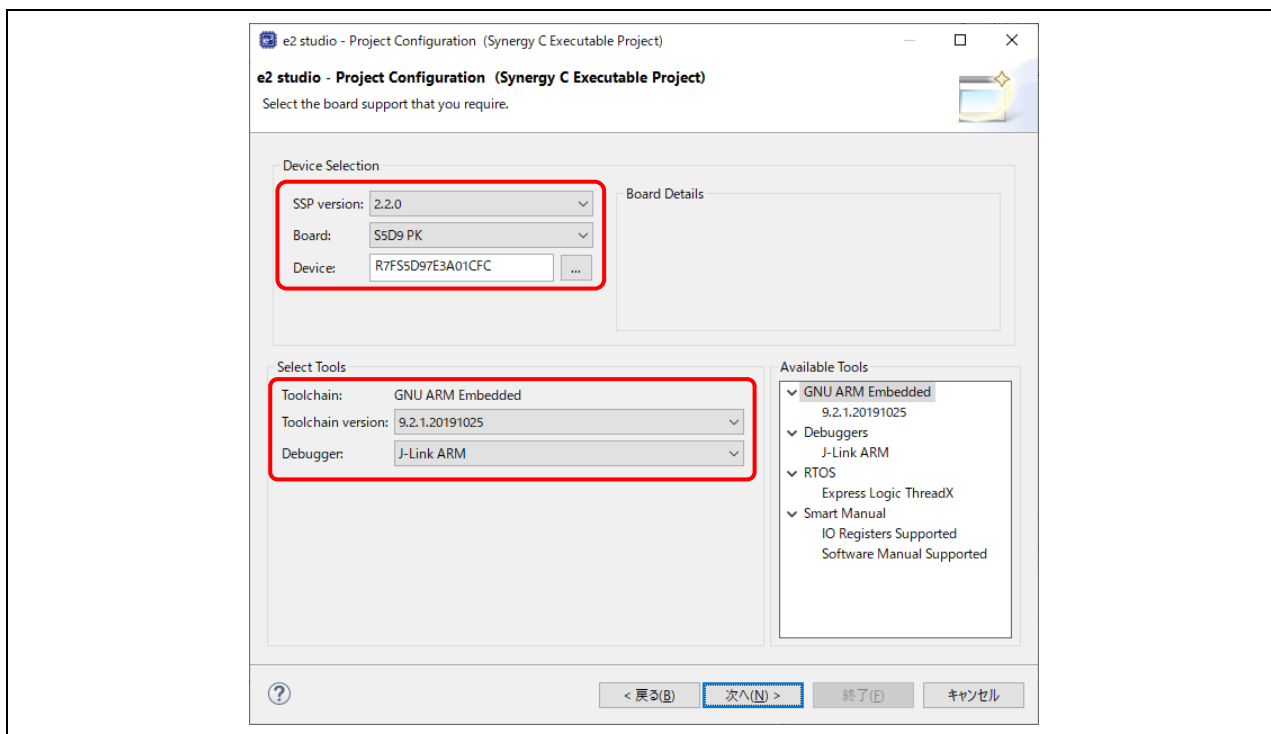 e2 studio - Project Configuration (Synergy C Executable Project)
e2 studio - Project Configuration (Synergy C Executable Project)
Select the board support that you require.
Device Selection
SSP version: 2.2.0
Board: S5D9 PK
Device: R7FS5D97E3A01CFC ...
Board Details
Select Tools
Toolchain: GNU ARM Embedded
Toolchain version: 9.2.1.20191025
Debugger: J-Link ARM
Available Tools
GNU ARM Embedded
9.2.1.20191025
Debuggers
J-Link ARM
RTOS
Express Logic ThreadX
Smart Manual
IO Registers Supported
Software Manual Supported
? < 戻る(B) 次へ(N) > 終了(F) キャンセル